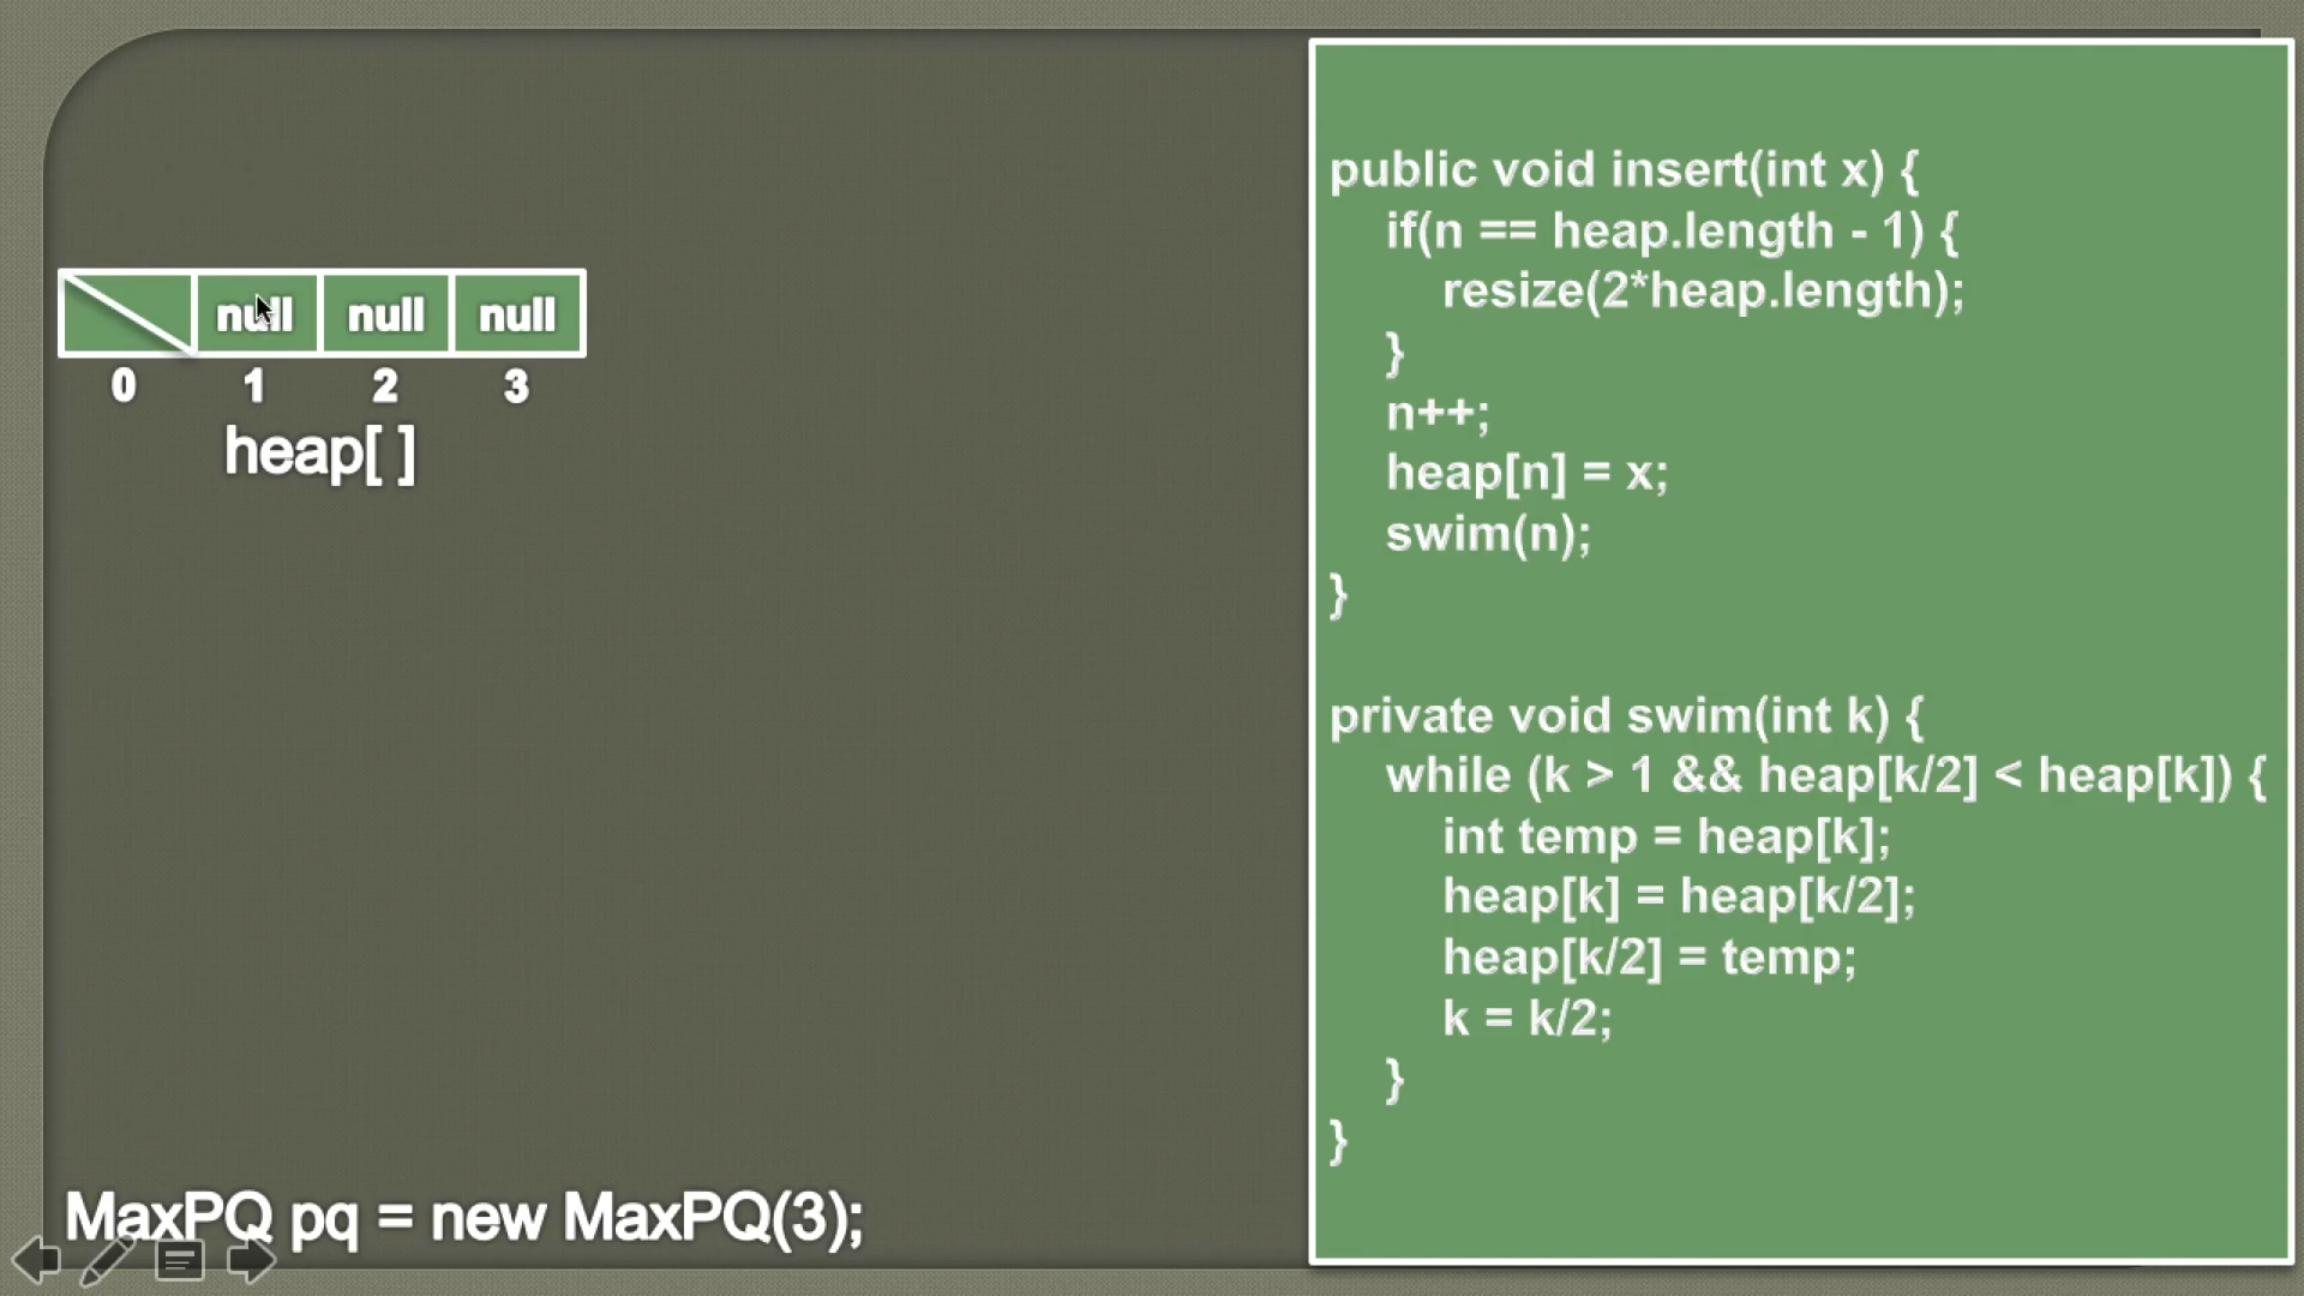 null null null
0 1 2 3
heap[ ]
MaxPQ pq = new MaxPQ(3);
public void insert(int x) {
if(n == heap.length - 1) {
resize(2*heap.length);
}
n++;
heap[n] = x;
swim(n);
}
private void swim(int k) {
while (k > 1 && heap[k/2] < heap[k]) {
int temp = heap[k];
heap[k] = heap[k/2];
heap[k/2] = temp;
k = k/2;
}
}